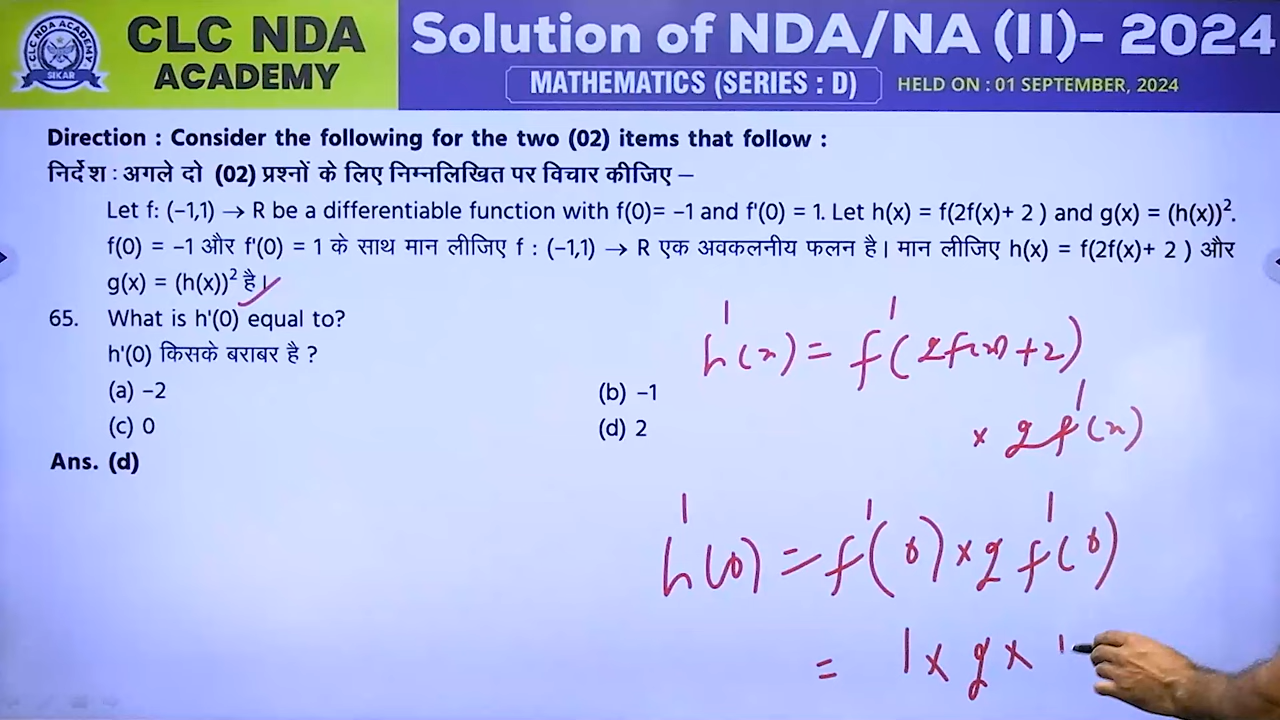 CLC NDA ACADEMY
SIKAR
CLC NDA
ACADEMY
Solution of NDA/NA (II)- 2024
MATHEMATICS (SERIES : D)
HELD ON : 01 SEPTEMBER, 2024
Direction : Consider the following for the two (02) items that follow :
निर्देश : अगले दो (02) प्रश्नों के लिए निम्नलिखित पर विचार कीजिए –
Let f: (–1,1) → R be a differentiable function with f(0)= –1 and f'(0) = 1. Let h(x) = f(2f(x)+ 2 ) and g(x) = (h(x))².
f(0) = –1 और f'(0) = 1 के साथ मान लीजिए f : (–1,1) → R एक अवकलनीय फलन है। मान लीजिए h(x) = f(2f(x)+ 2 ) और
g(x) = (h(x))² है।
65. What is h'(0) equal to?
h'(0) किसके बराबर है ?
(a) –2
(b) –1
(c) 0
(d) 2
Ans. (d)
h'(x) = f'(2f(x)+2)
× 2f'(x)
h'(0) = f'(0) × 2 f'(0)
= 1 × 2 × 1